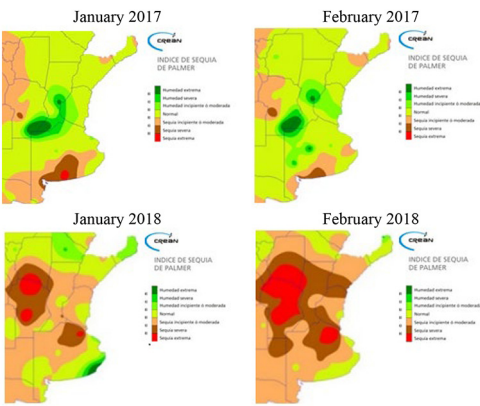 January 2017
February 2017
CREAN
INDICE DE SEQUIA
DE PALMER
Humedad extrema
Humedad severa
Humedad incipiente ó moderada
Normal
Sequia incipiente ó moderada
Sequia severa
Sequia extrema
CREAN
INDICE DE SEQUIA
DE PALMER
Humedad extrema
Humedad severa
Humedad incipiente ó moderada
Normal
Sequia incipiente ó moderada
Sequia severa
Sequia extrema
January 2018
February 2018
CREAN
INDICE DE SEQUIA
DE PALMER
Humedad extrema
Humedad severa
Humedad incipiente ó moderada
Normal
Sequia incipiente ó moderada
Sequia severa
Sequia extrema
CREAN
INDICE DE SEQUIA
DE PALMER
Humedad extrema
Humedad severa
Humedad incipiente ó moderada
Normal
Sequia incipiente ó moderada
Sequia severa
Sequia extrema